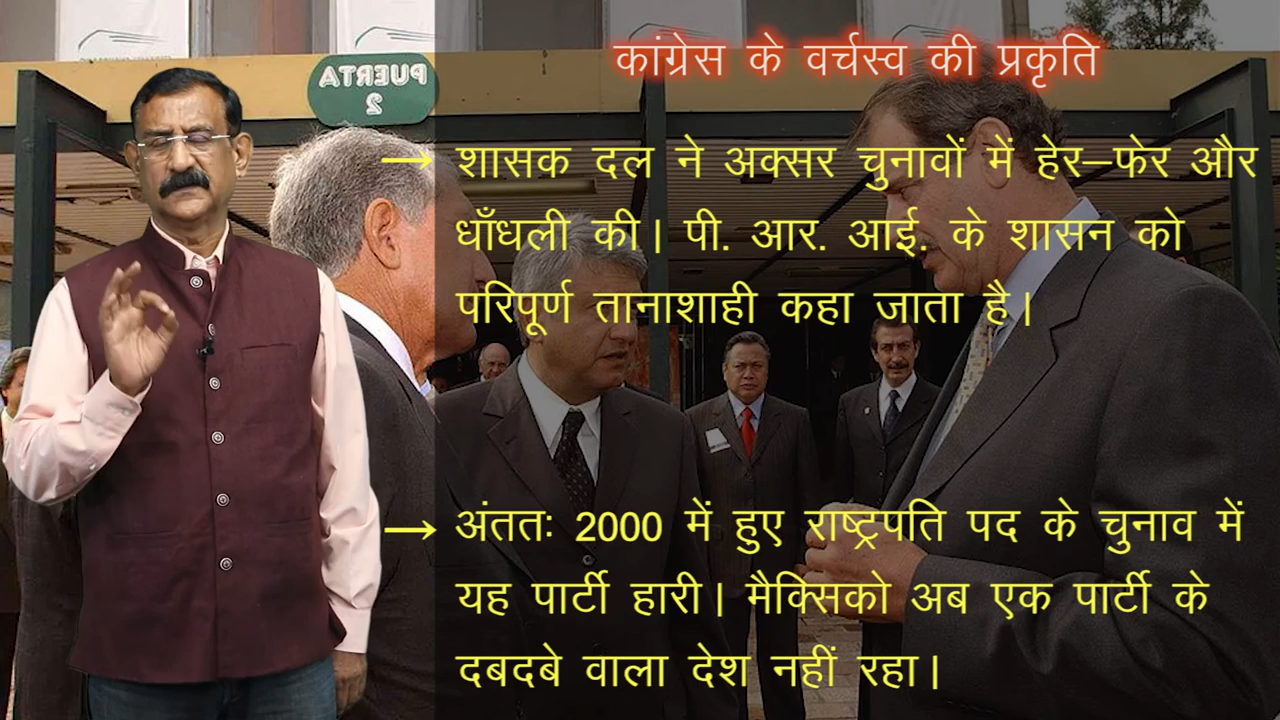 कांग्रेस के वर्चस्व की प्रकृति
PUERTA
2
→ शासक दल ने अक्सर चुनावों में हेर–फेर और
धाँधली की। पी. आर. आई. के शासन को
परिपूर्ण तानाशाही कहा जाता है।
→ अंततः 2000 में हुए राष्ट्रपति पद के चुनाव में
यह पार्टी हारी। मैक्सिको अब एक पार्टी के
दबदबे वाला देश नहीं रहा।